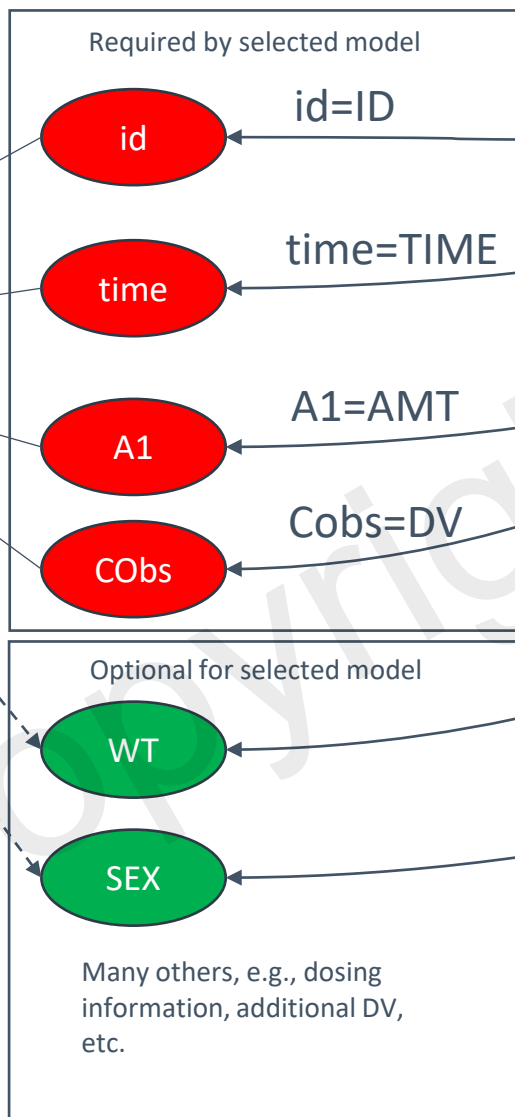 Required by selected model
id=ID
id
time=TIME
time
A1=AMT
A1
Cobs=DV
CObs
Optional for selected model
WT
SEX
Many others, e.g., dosing
information, additional DV,
etc.
opyrig